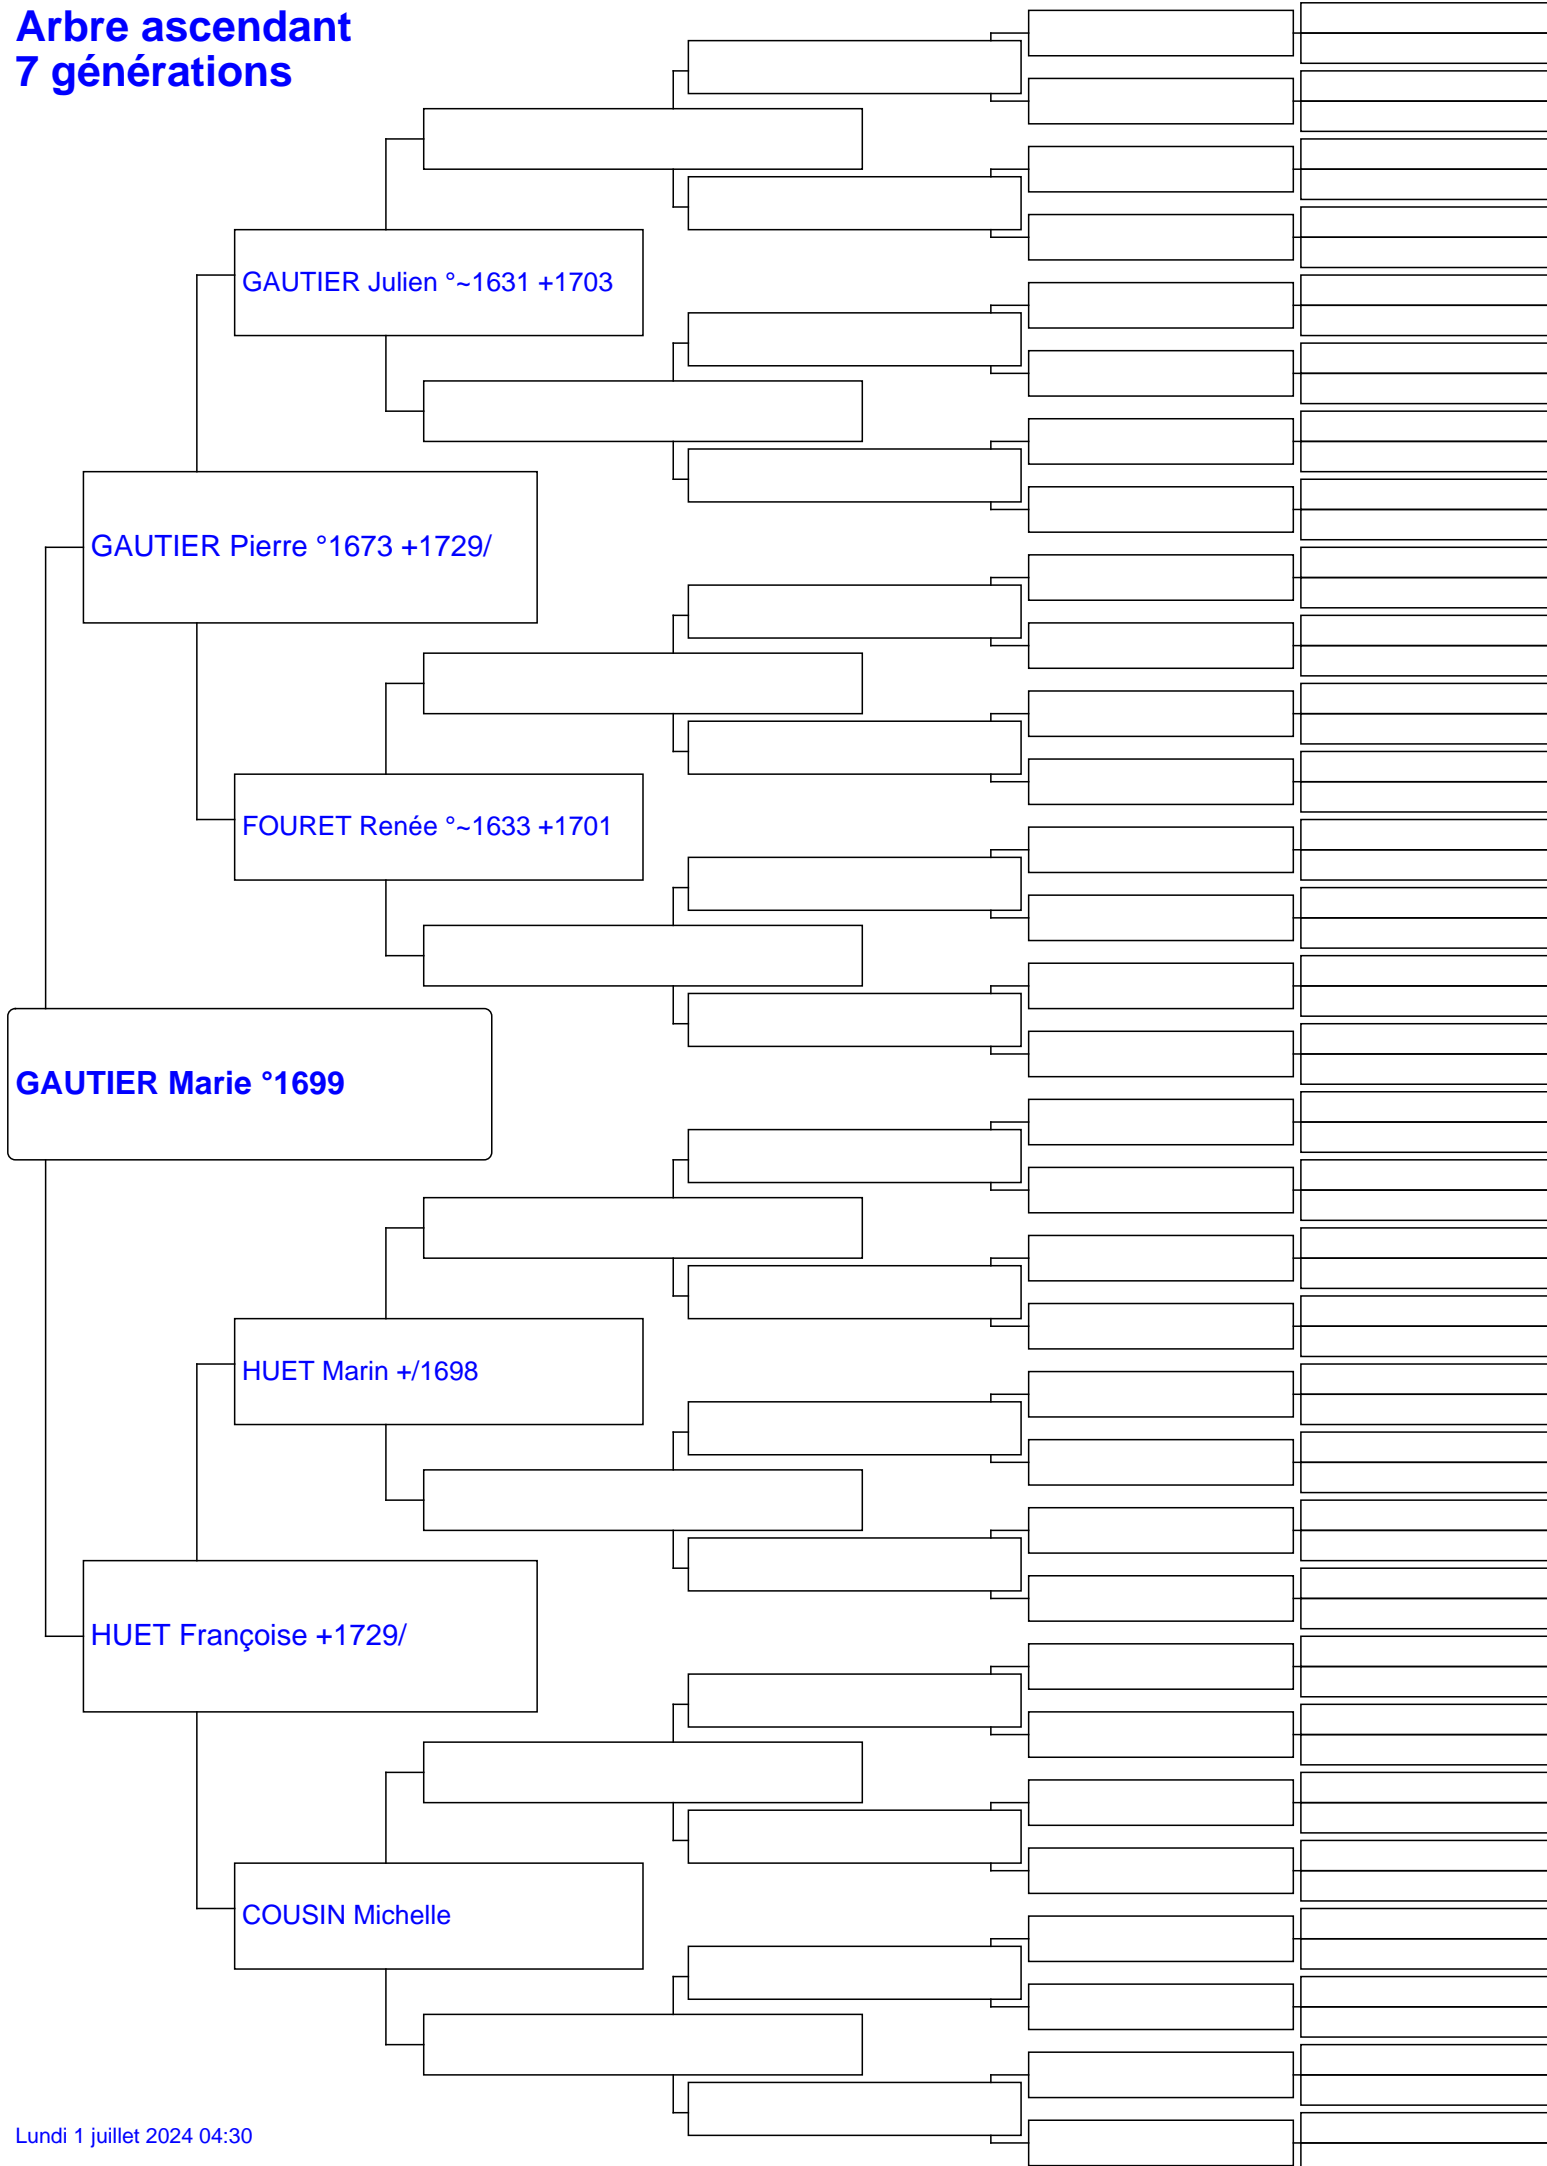 Arbre ascendant
7 générations
GAUTIER Julien °~1631 +1703
GAUTIER Pierre °1673 +1729/
FOURET Renée °~1633 +1701
GAUTIER Marie °1699
HUET Marin +/1698
HUET Françoise +1729/
COUSIN Michelle
Lundi 1 juillet 2024 04:30